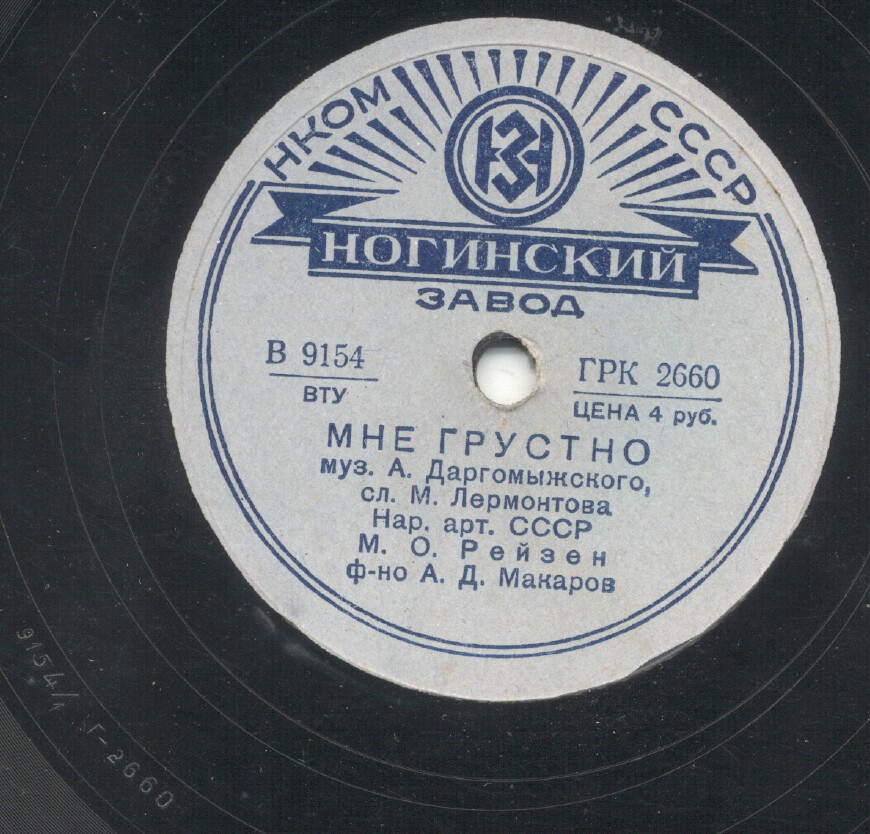 НКОМ СССР
НЗН
НОГИНСКИЙ
ЗАВОД
В 9154
ВТУ
ГРК 2660
ЦЕНА 4 руб.
МНЕ ГРУСТНО
муз. А. Даргомыжского,
сл. М. Лермонтова
Нар. арт. СССР
М. О. Рейзен
ф-но А. Д. Макаров
9154/1 Г-2660